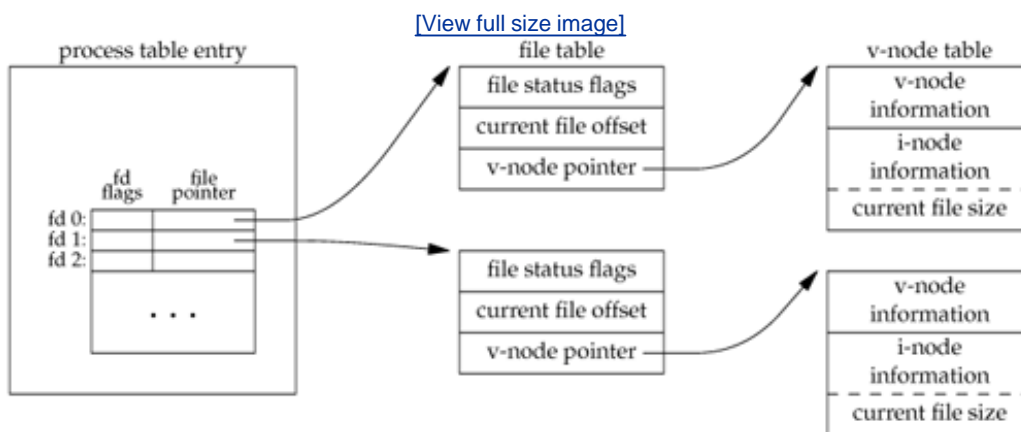 [View full size image]
process table entry
file table
v-node table
fd
flags
file
pointer
fd 0:
fd 1:
fd 2:
. . .
file status flags
current file offset
v-node pointer
v-node
information
i-node
information
current file size
file status flags
current file offset
v-node pointer
v-node
information
i-node
information
current file size